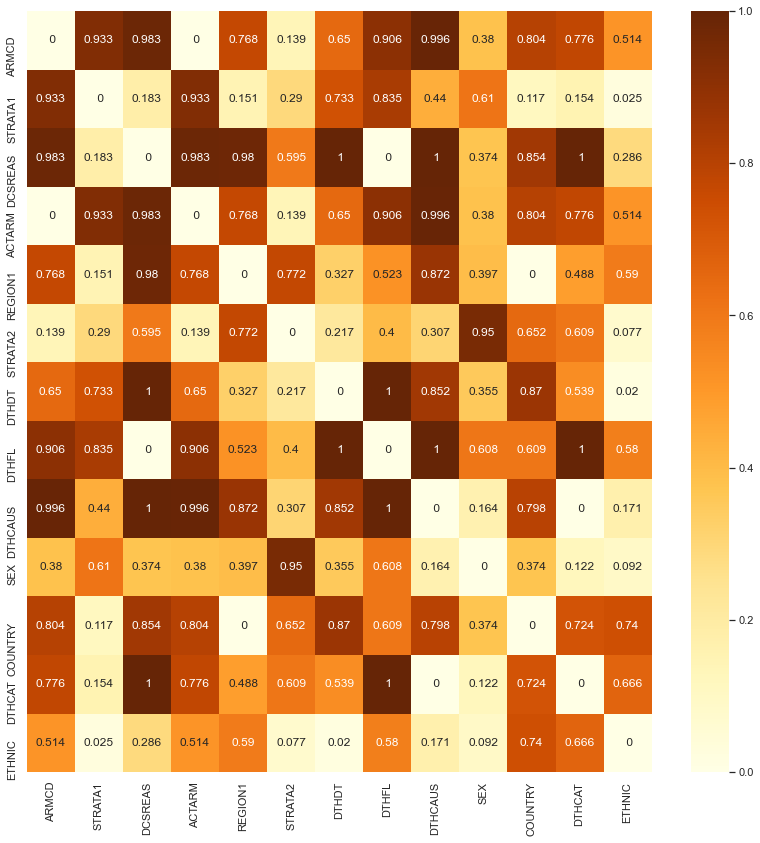 ARMCD 0 0.933 0.983 0 0.768 0.139 0.65 0.906 0.996 0.38 0.804 0.776 0.514
STRATA1 0.933 0 0.183 0.933 0.151 0.29 0.733 0.835 0.44 0.61 0.117 0.154 0.025
DCSREAS 0.983 0.183 0 0.983 0.98 0.595 1 0 1 0.374 0.854 1 0.286
ACTARM 0 0.933 0.983 0 0.768 0.139 0.65 0.906 0.996 0.38 0.804 0.776 0.514
REGION1 0.768 0.151 0.98 0.768 0 0.772 0.327 0.523 0.872 0.397 0 0.488 0.59
STRATA2 0.139 0.29 0.595 0.139 0.772 0 0.217 0.4 0.307 0.95 0.652 0.609 0.077
DTHDT 0.65 0.733 1 0.65 0.327 0.217 0 1 0.852 0.355 0.87 0.539 0.02
DTHFL 0.906 0.835 0 0.906 0.523 0.4 1 0 1 0.608 0.609 1 0.58
DTHCAUS 0.996 0.44 1 0.996 0.872 0.307 0.852 1 0 0.164 0.798 0 0.171
SEX 0.38 0.61 0.374 0.38 0.397 0.95 0.355 0.608 0.164 0 0.374 0.122 0.092
COUNTRY 0.804 0.117 0.854 0.804 0 0.652 0.87 0.609 0.798 0.374 0 0.724 0.74
DTHCAT 0.776 0.154 1 0.776 0.488 0.609 0.539 1 0 0.122 0.724 0 0.666
ETHNIC 0.514 0.025 0.286 0.514 0.59 0.077 0.02 0.58 0.171 0.092 0.74 0.666 0
ARMCD STRATA1 DCSREAS ACTARM REGION1 STRATA2 DTHDT DTHFL DTHCAUS SEX COUNTRY DTHCAT ETHNIC
1.0
0.8
0.6
0.4
0.2
0.0